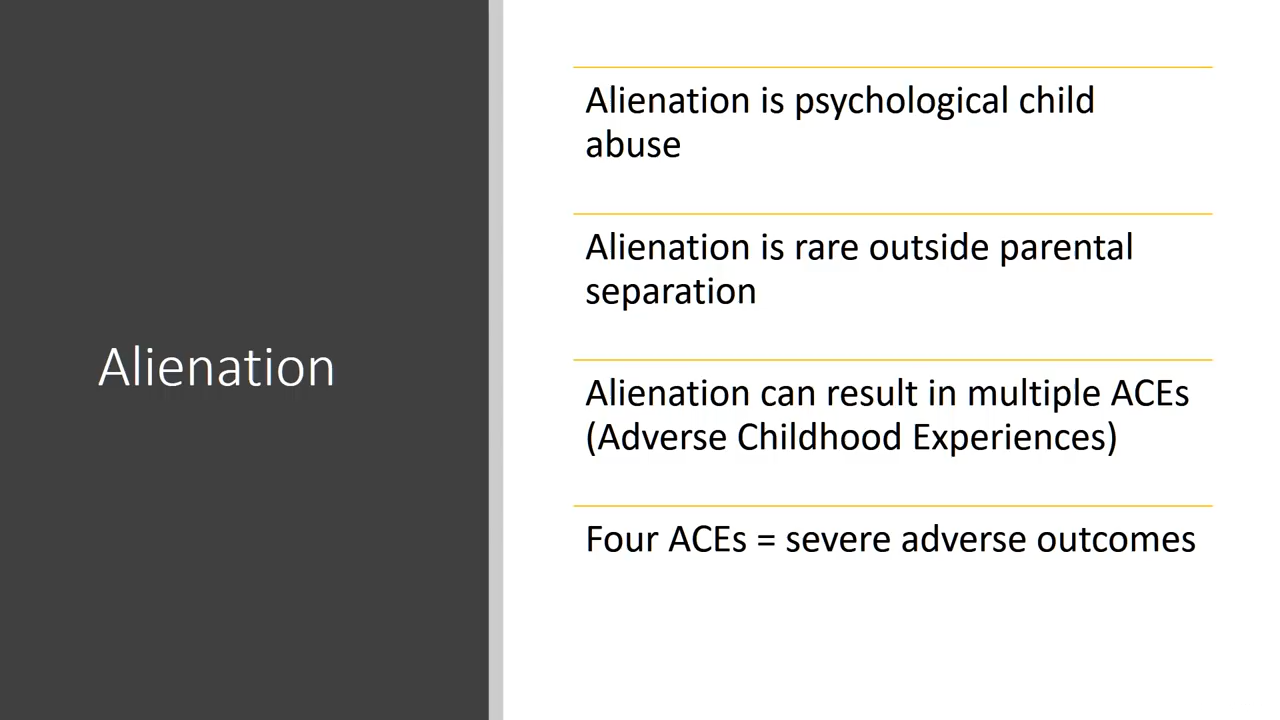 Alienation
Alienation is psychological child
abuse
Alienation is rare outside parental
separation
Alienation can result in multiple ACEs
(Adverse Childhood Experiences)
Four ACEs = severe adverse outcomes